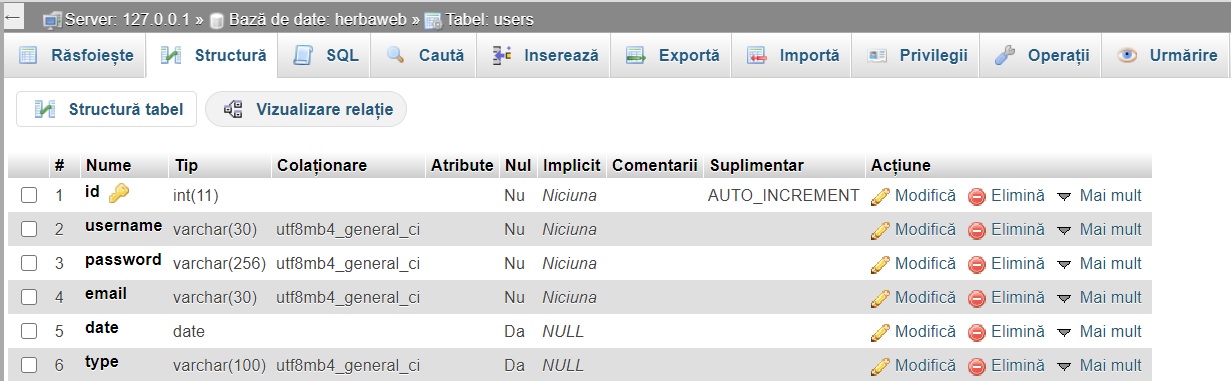 Server: 127.0.0.1 » Bază de date: herbaweb » Tabel: users
Răsfoiește Structură SQL Caută Inserează Exportă Importă Privilegii Operații Urmărire
Structură tabel Vizualizare relație
# Nume Tip Colaționare Atribute Nul Implicit Comentarii Suplimentar Acțiune
1 id int(11) Nu Niciuna AUTO_INCREMENT Modifică Elimină Mai mult
2 username varchar(30) utf8mb4_general_ci Nu Niciuna Modifică Elimină Mai mult
3 password varchar(256) utf8mb4_general_ci Nu Niciuna Modifică Elimină Mai mult
4 email varchar(30) utf8mb4_general_ci Nu Niciuna Modifică Elimină Mai mult
5 date date Da NULL Modifică Elimină Mai mult
6 type varchar(100) utf8mb4_general_ci Da NULL Modifică Elimină Mai mult